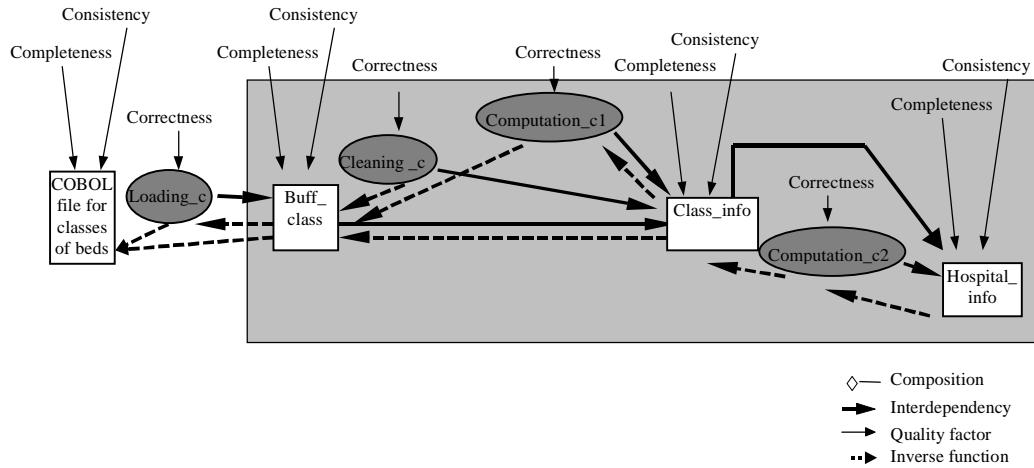 Consistency
Consistency
Completeness
Completeness
Correctness
Consistency
Completeness
Correctness
Consistency
Completeness
Correctness
Computation_c1
Cleaning _c
Correctness
COBOL
file for
classes
of beds
Loading_c
Buff_
class
Class_info
Computation_c2
Hospital_
info
Composition
Interdependency
Quality factor
Inverse function